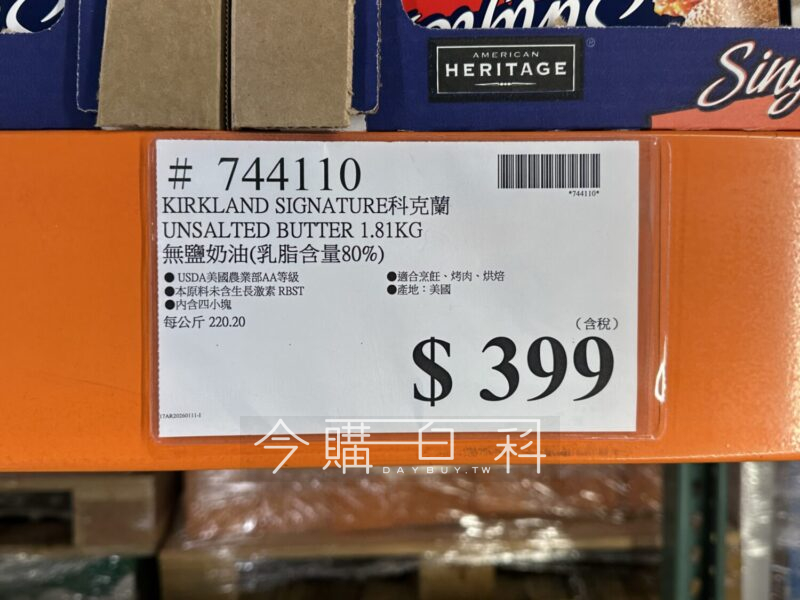 AMERICAN
HERITAGE
®
# 744110
*744110*
KIRKLAND SIGNATURE科克蘭
UNSALTED BUTTER 1.81KG
無鹽奶油(乳脂含量80%)
● USDA美國農業部AA等級
●適合烹飪、烤肉、烘焙
●本原料未含生長激素 RBST
●產地：美國
●內含四小塊
每公斤 220.20
（含稅）
$ 399
17AR20260111-I
今購百科
DAYBUY.TW